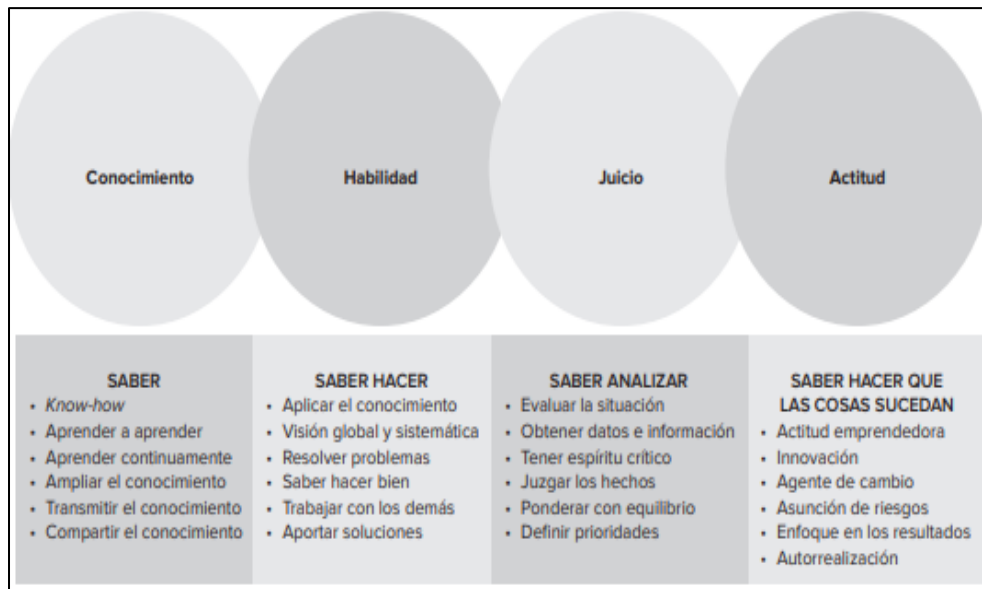 Conocimiento
Habilidad
Juicio
Actitud
SABER
• Know-how
• Aprender a aprender
• Aprender continuamente
• Ampliar el conocimiento
• Transmitir el conocimiento
• Compartir el conocimiento
SABER HACER
• Aplicar el conocimiento
• Visión global y sistemática
• Resolver problemas
• Saber hacer bien
• Trabajar con los demás
• Aportar soluciones
SABER ANALIZAR
• Evaluar la situación
• Obtener datos e información
• Tener espíritu crítico
• Juzgar los hechos
• Ponderar con equilibrio
• Definir prioridades
SABER HACER QUE
LAS COSAS SUCEDAN
• Actitud emprendedora
• Innovación
• Agente de cambio
• Asunción de riesgos
• Enfoque en los resultados
• Autorrealización